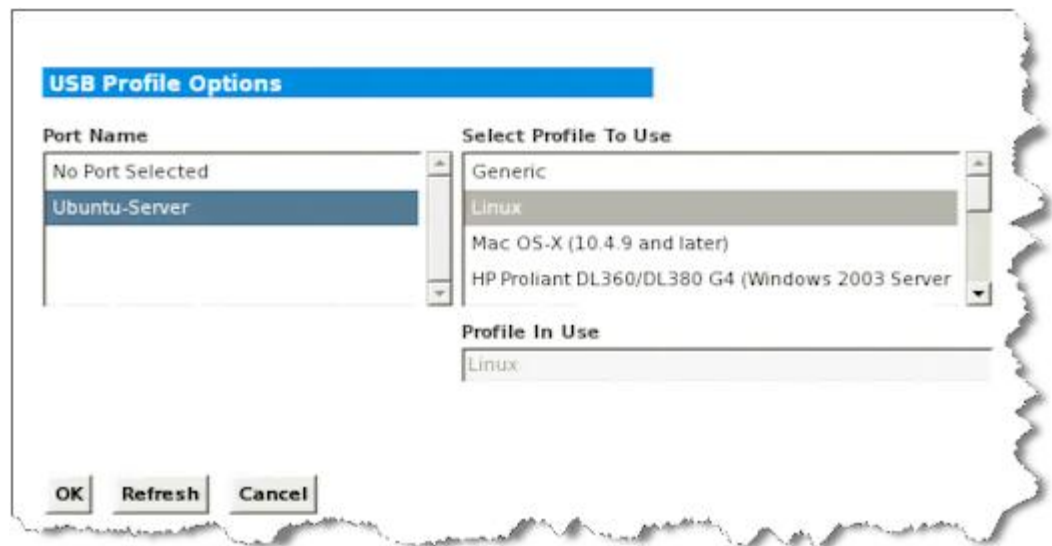 USB Profile Options
Port Name
No Port Selected
Ubuntu-Server
Select Profile To Use
Generic
Linux
Mac OS-X (10.4.9 and later)
HP Proliant DL360/DL380 G4 (Windows 2003 Server
Profile In Use
Linux
OK Refresh Cancel